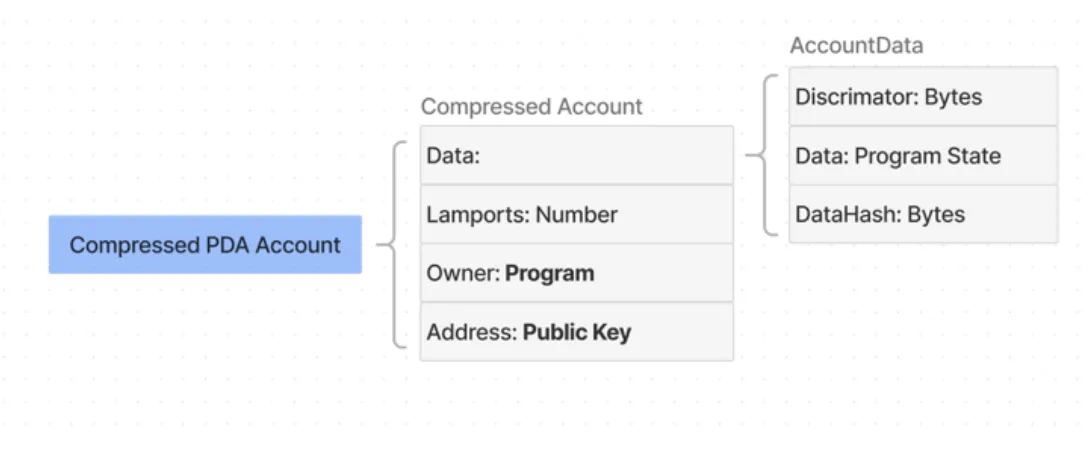 Compressed PDA Account
Compressed Account
Data:
Lamports: Number
Owner: Program
Address: Public Key
AccountData
Discrimator: Bytes
Data: Program State
DataHash: Bytes